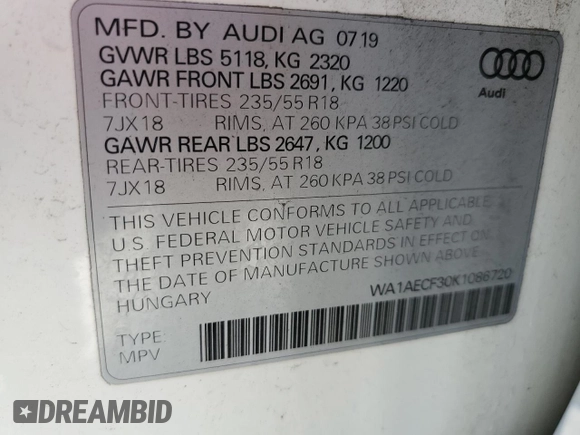 MFD. BY AUDI AG 07.19
GVWR LBS 5118, KG 2320
GAWR FRONT LBS 2691, KG 1220
FRONT-TIRES 235/55 R18
7JX18 RIMS, AT 260 KPA 38 PSI COLD
GAWR REAR LBS 2647, KG 1200
REAR-TIRES 235/55 R18
7JX18 RIMS, AT 260 KPA 38 PSI COLD
Audi
THIS VEHICLE CONFORMS TO ALL APPLICABLE
U.S. FEDERAL MOTOR VEHICLE SAFETY AND
THEFT PREVENTION STANDARDS IN EFFECT ON
THE DATE OF MANUFACTURE SHOWN ABOVE.
HUNGARY
WA1AECF30K1086720
TYPE:
MPV
DREAMBID